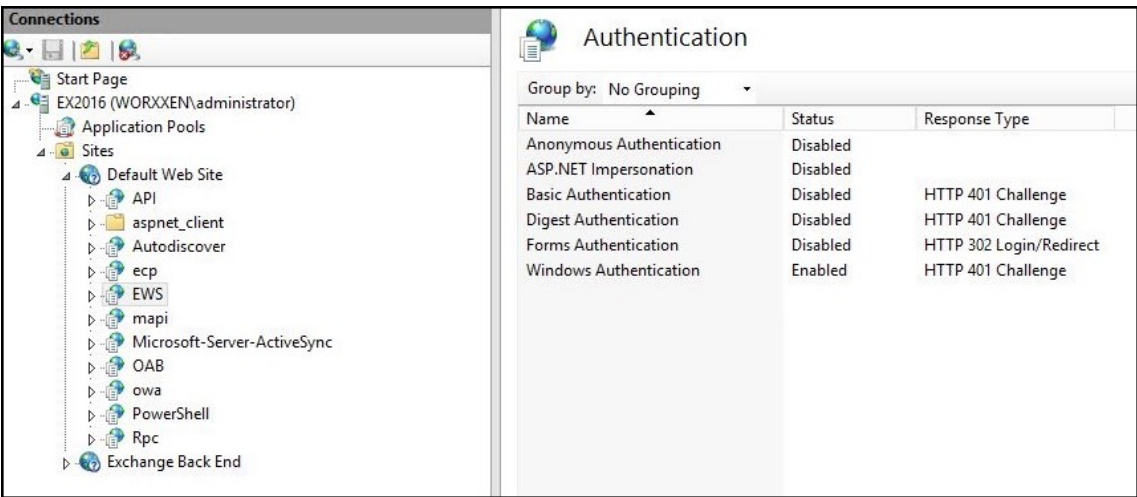 Connections
Start Page
EX2016 (WORXXEN\administrator)
Application Pools
Sites
Default Web Site
API
aspnet_client
Autodiscover
ecp
EWS
mapi
Microsoft-Server-ActiveSync
OAB
owa
PowerShell
Rpc
Exchange Back End
Authentication
Group by: No Grouping
Name Status Response Type
Anonymous Authentication Disabled
ASP.NET Impersonation Disabled
Basic Authentication Disabled HTTP 401 Challenge
Digest Authentication Disabled HTTP 401 Challenge
Forms Authentication Disabled HTTP 302 Login/Redirect
Windows Authentication Enabled HTTP 401 Challenge